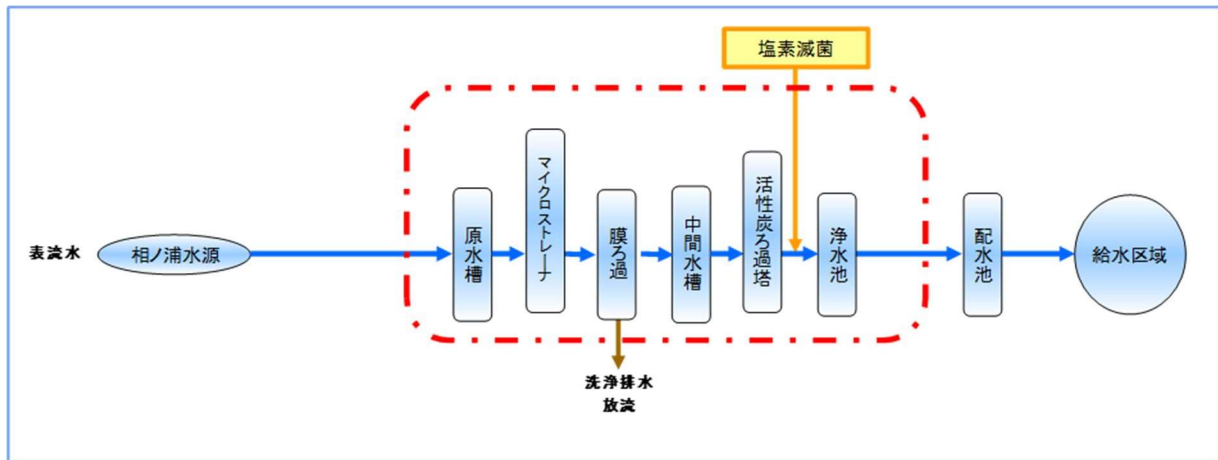 塩素滅菌
表流水
相ノ浦水源
原水槽
マイクロストレーナ
膜ろ過
中間水槽
活性炭ろ過塔
浄水池
配水池
給水区域
洗浄排水
放流